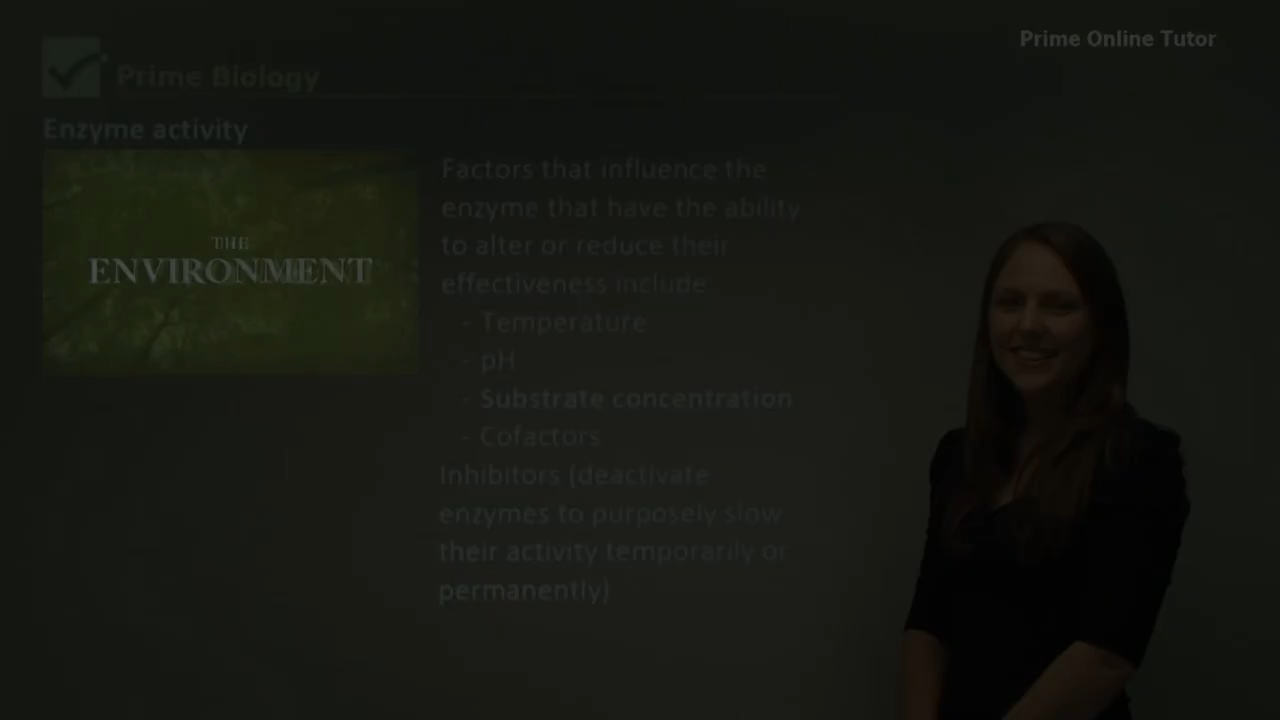 Prime Online Tutor
Prime Biology
Enzyme activity
THE
ENVIRONMENT
Factors that influence the
enzyme that have the ability
to alter or reduce their
effectiveness include:
- Temperature
- pH
- Substrate concentration
- Cofactors
Inhibitors (deactivate
enzymes to purposely slow
their activity temporarily or
permanently)